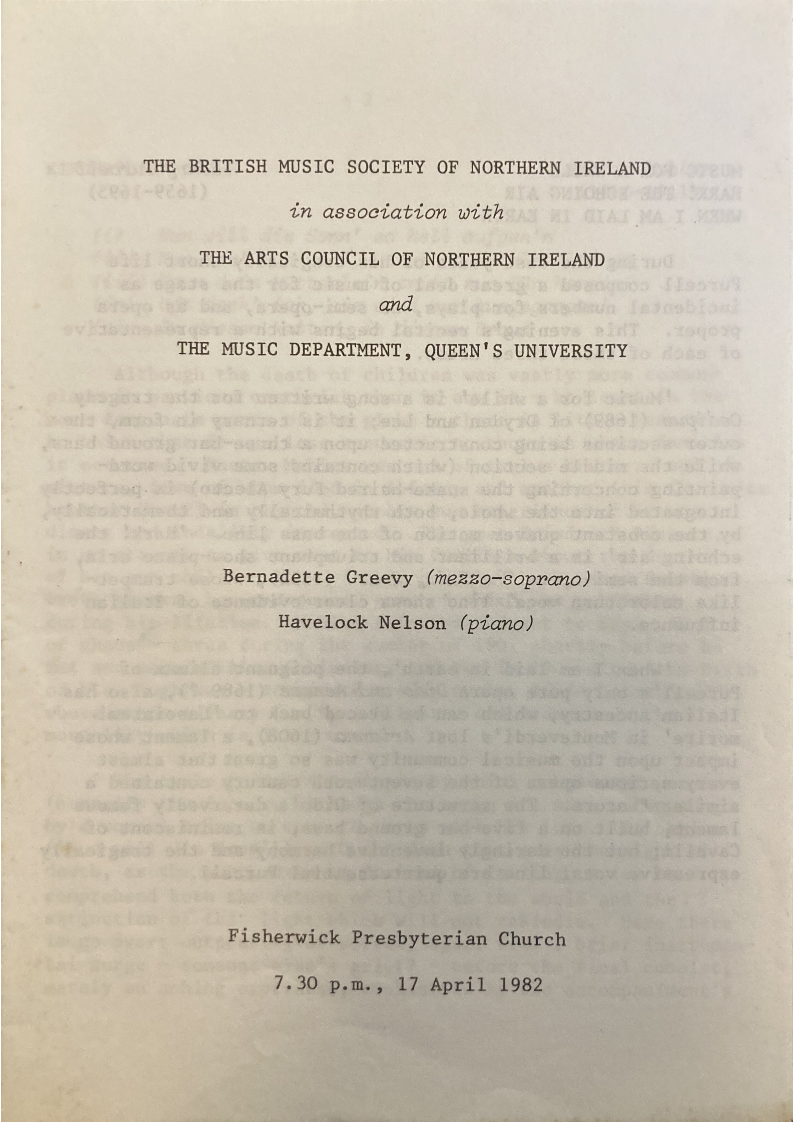 THE BRITISH MUSIC SOCIETY OF NORTHERN IRELAND
in association with
THE ARTS COUNCIL OF NORTHERN IRELAND
and
THE MUSIC DEPARTMENT, QUEEN'S UNIVERSITY
Bernadette Greevy (mezzo-soprano)
Havelock Nelson (piano)
Fisherwick Presbyterian Church
7.30 p.m., 17 April 1982